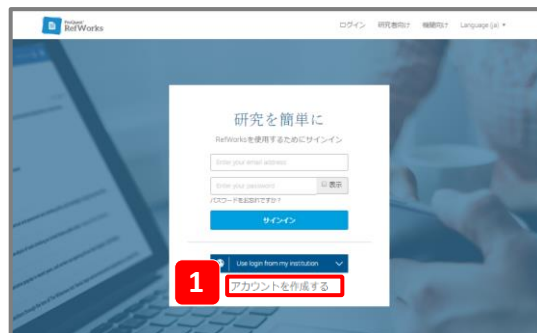 ProQuest
RefWorks
ログイン 研究者向け 機関向け Language (ja)
研究を簡単に
RefWorksを使用するためにサインイン
Enter your email address
Enter your password 表示
パスワードをお忘れですか?
サインイン
Use login from my institution
1 アカウントを作成する